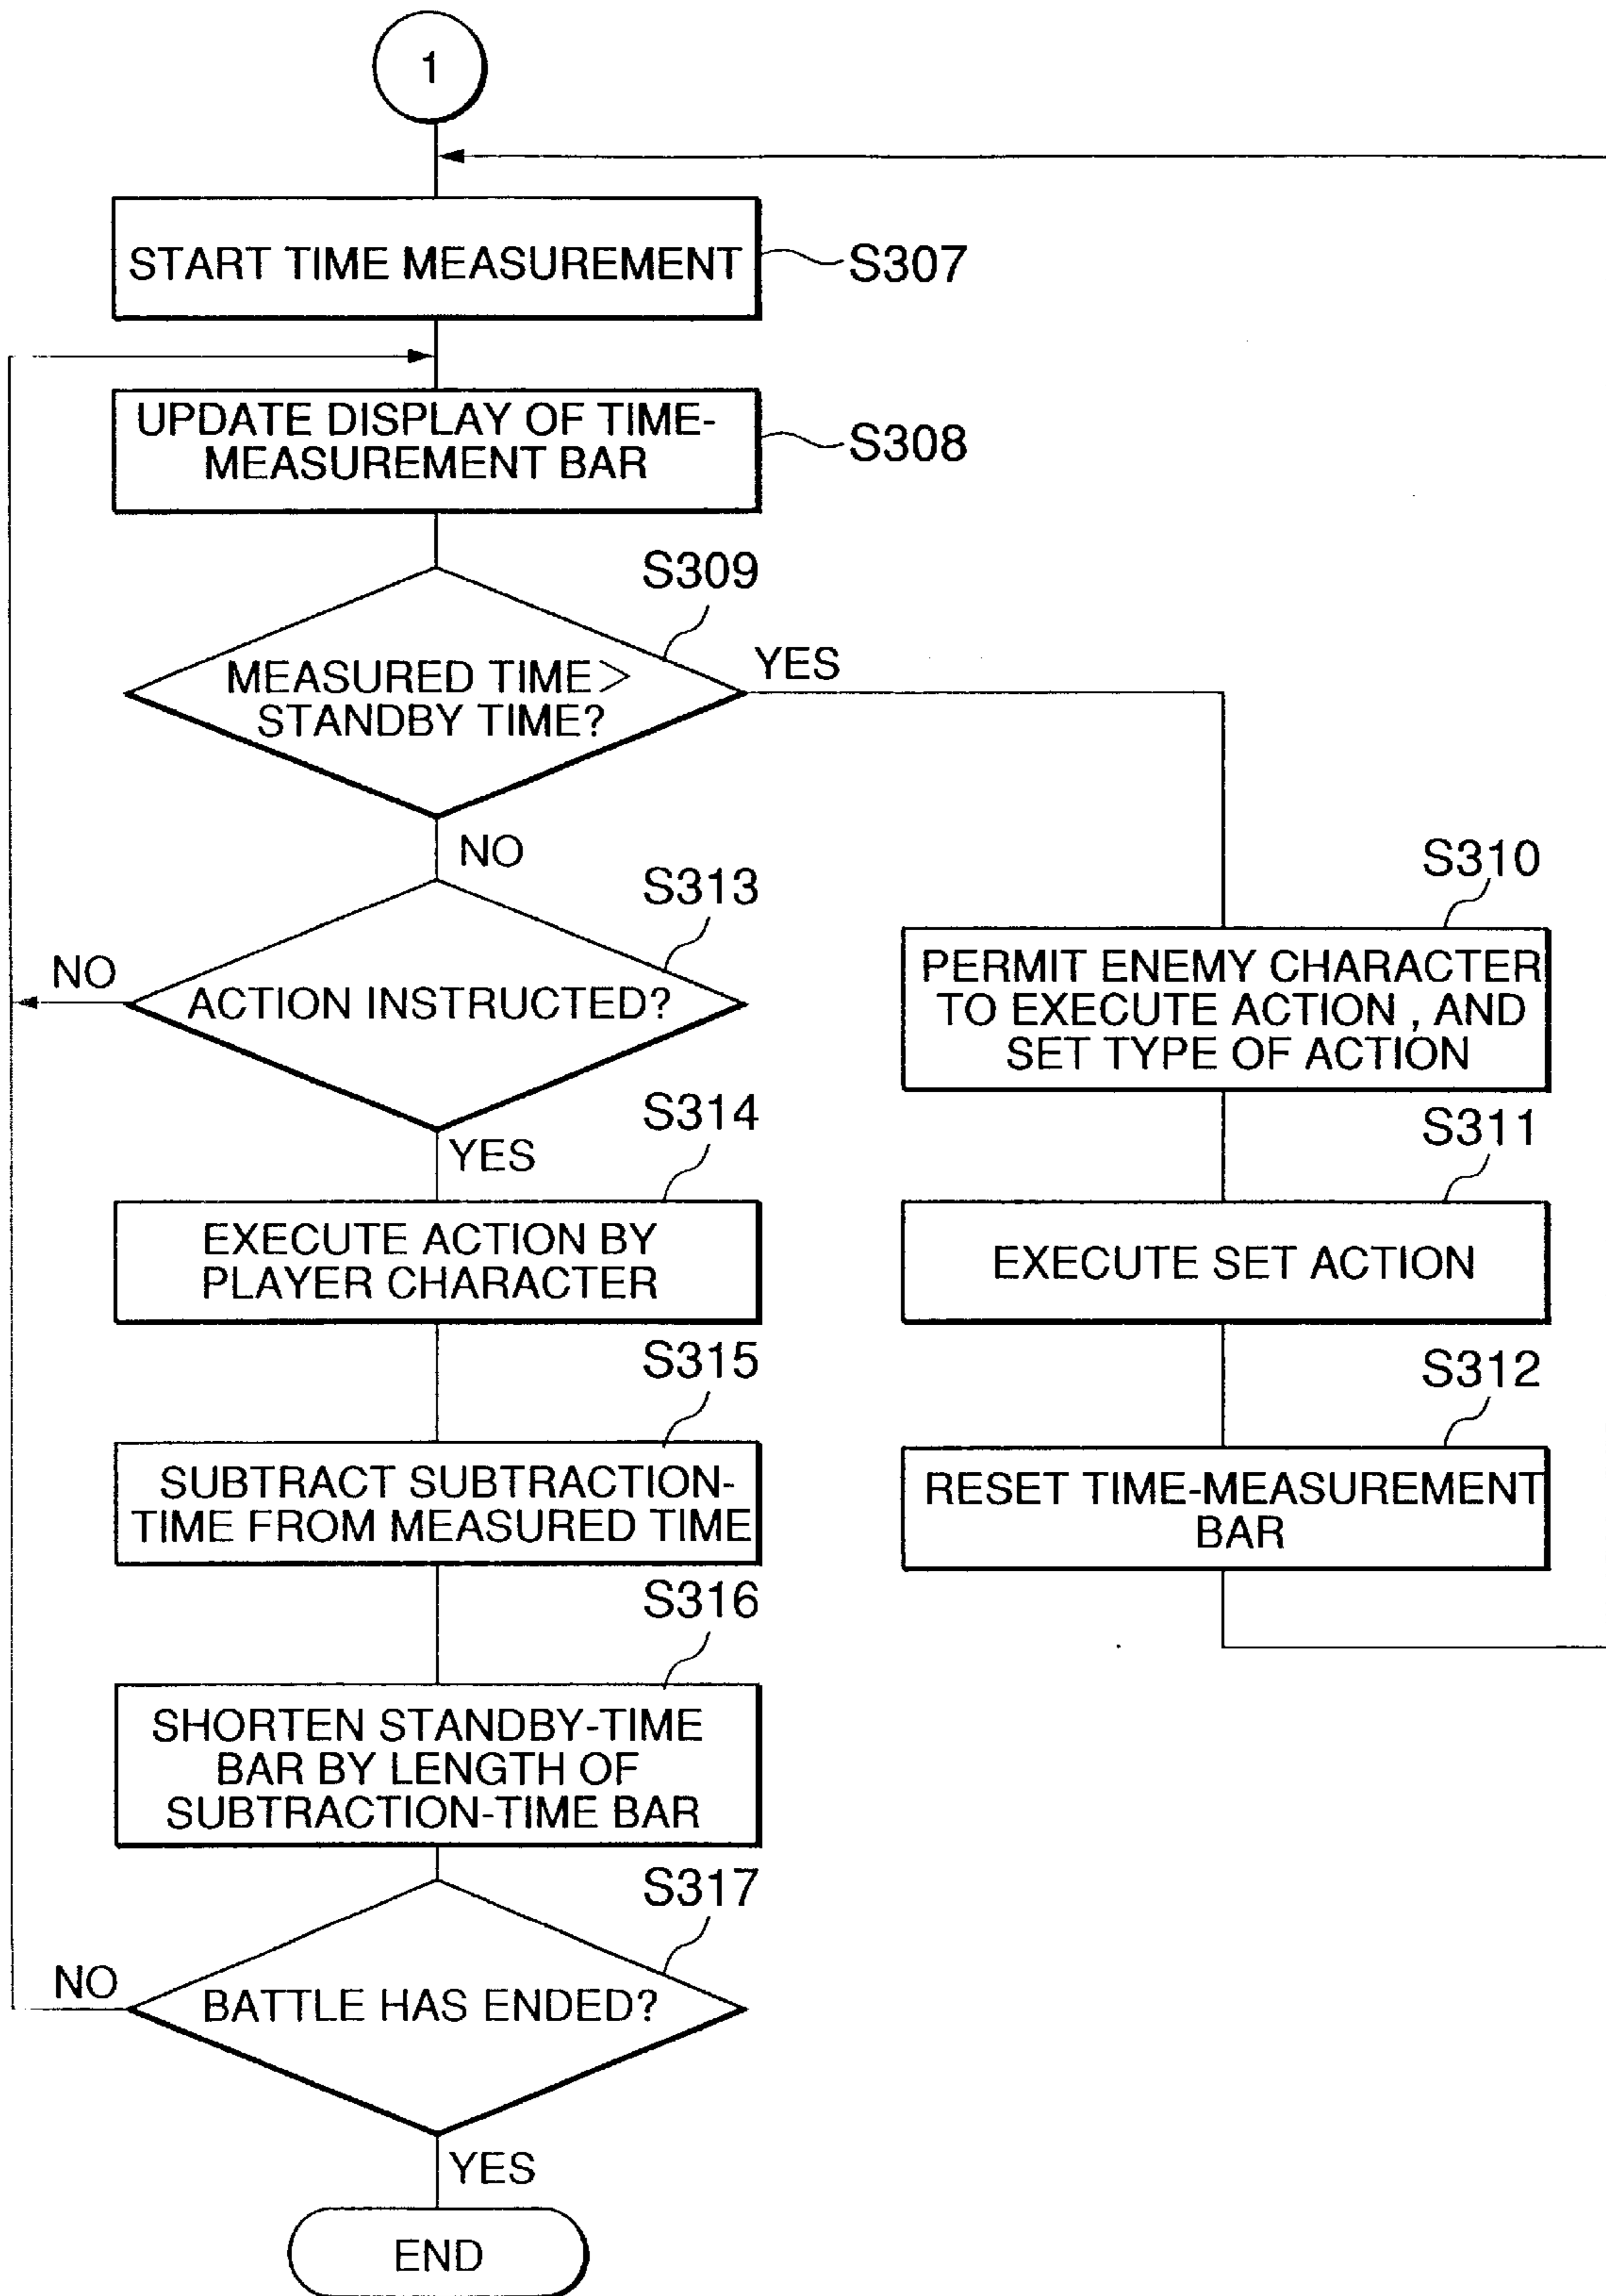 1
START TIME MEASUREMENT
S307
UPDATE DISPLAY OF TIME-
MEASUREMENT BAR
S308
S309
MEASURED TIME>
STANDBY TIME?
YES
NO
S313
ACTION INSTRUCTED?
NO
YES
S314
EXECUTE ACTION BY
PLAYER CHARACTER
S315
SUBTRACT SUBTRACTION-
TIME FROM MEASURED TIME
S316
SHORTEN STANDBY-TIME
BAR BY LENGTH OF
SUBTRACTION-TIME BAR
S317
BATTLE HAS ENDED?
NO
YES
END
S310
PERMIT ENEMY CHARACTER
TO EXECUTE ACTION , AND
SET TYPE OF ACTION
S311
EXECUTE SET ACTION
S312
RESET TIME-MEASUREMENT
BAR